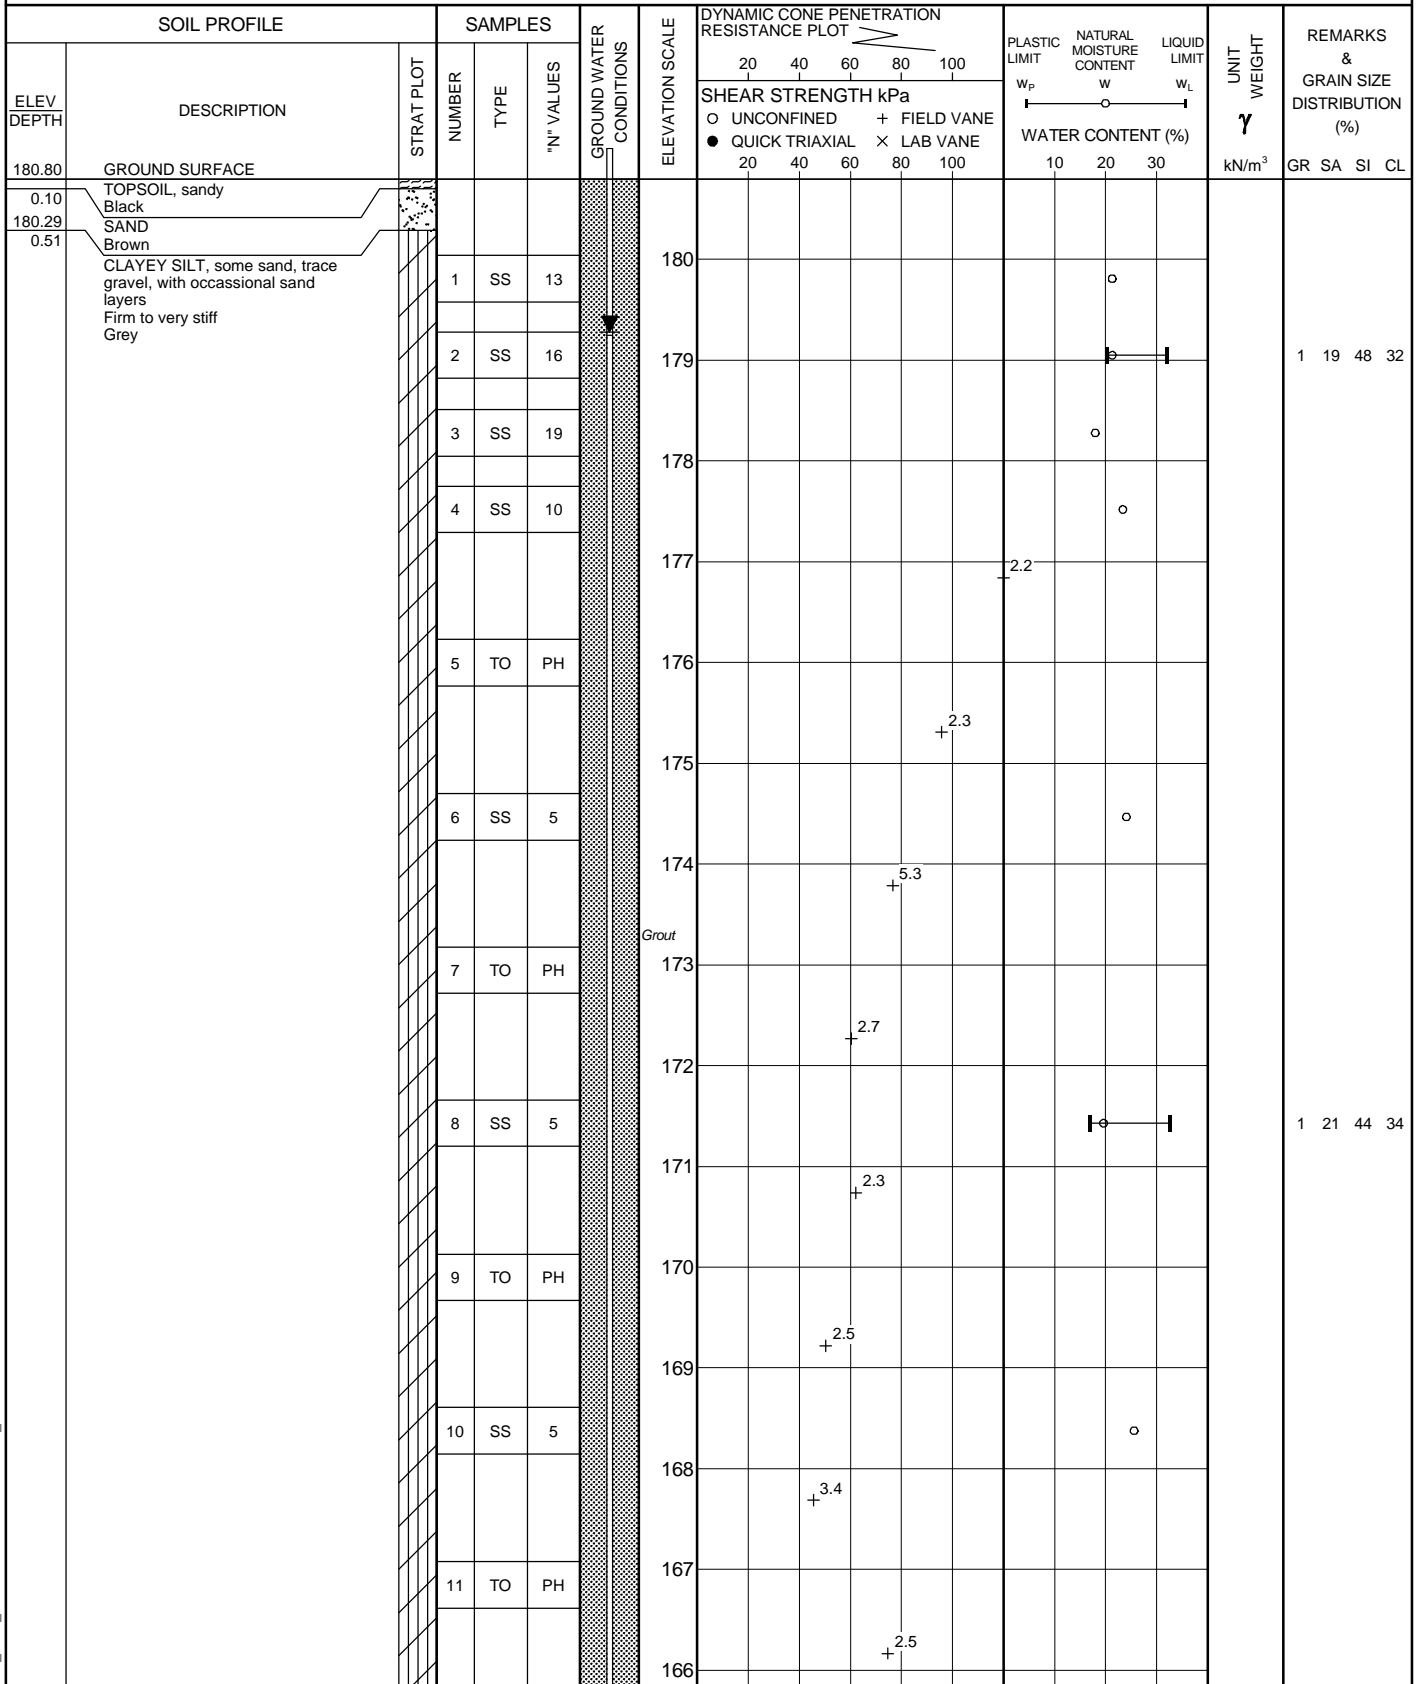 SOIL PROFILE
SAMPLES
GROUND WATER
CONDITIONS
ELEVATION SCALE
DYNAMIC CONE PENETRATION
RESISTANCE PLOT
20 40 60 80 100
SHEAR STRENGTH kPa
UNCONFINED + FIELD VANE
QUICK TRIAXIAL × LAB VANE
20 40 60 80 100
PLASTIC
LIMIT
NATURAL
MOISTURE
CONTENT
LIQUID
LIMIT
WP W WL
WATER CONTENT (%)
10 20 30
UNIT
WEIGHT
γ
kN/m³
REMARKS
&
GRAIN SIZE
DISTRIBUTION
(%)
GR SA SI CL
ELEV
DEPTH
DESCRIPTION
STRAT PLOT
NUMBER
TYPE
"N" VALUES
180.80 GROUND SURFACE
0.10
TOPSOIL, sandy
Black
180.29
0.51
SAND
Brown
CLAYEY SILT, some sand, trace
gravel, with occassional sand
layers
Firm to very stiff
Grey
180
1 SS 13
2 SS 16
179
1 19 48 32
3 SS 19
178
4 SS 10
177
2.2
5 TO PH
176
2.3
175
6 SS 5
174
5.3
Grout
173
7 TO PH
2.7
172
8 SS 5
1 21 44 34
171
2.3
170
9 TO PH
2.5
169
10 SS 5
168
3.4
167
11 TO PH
2.5
166